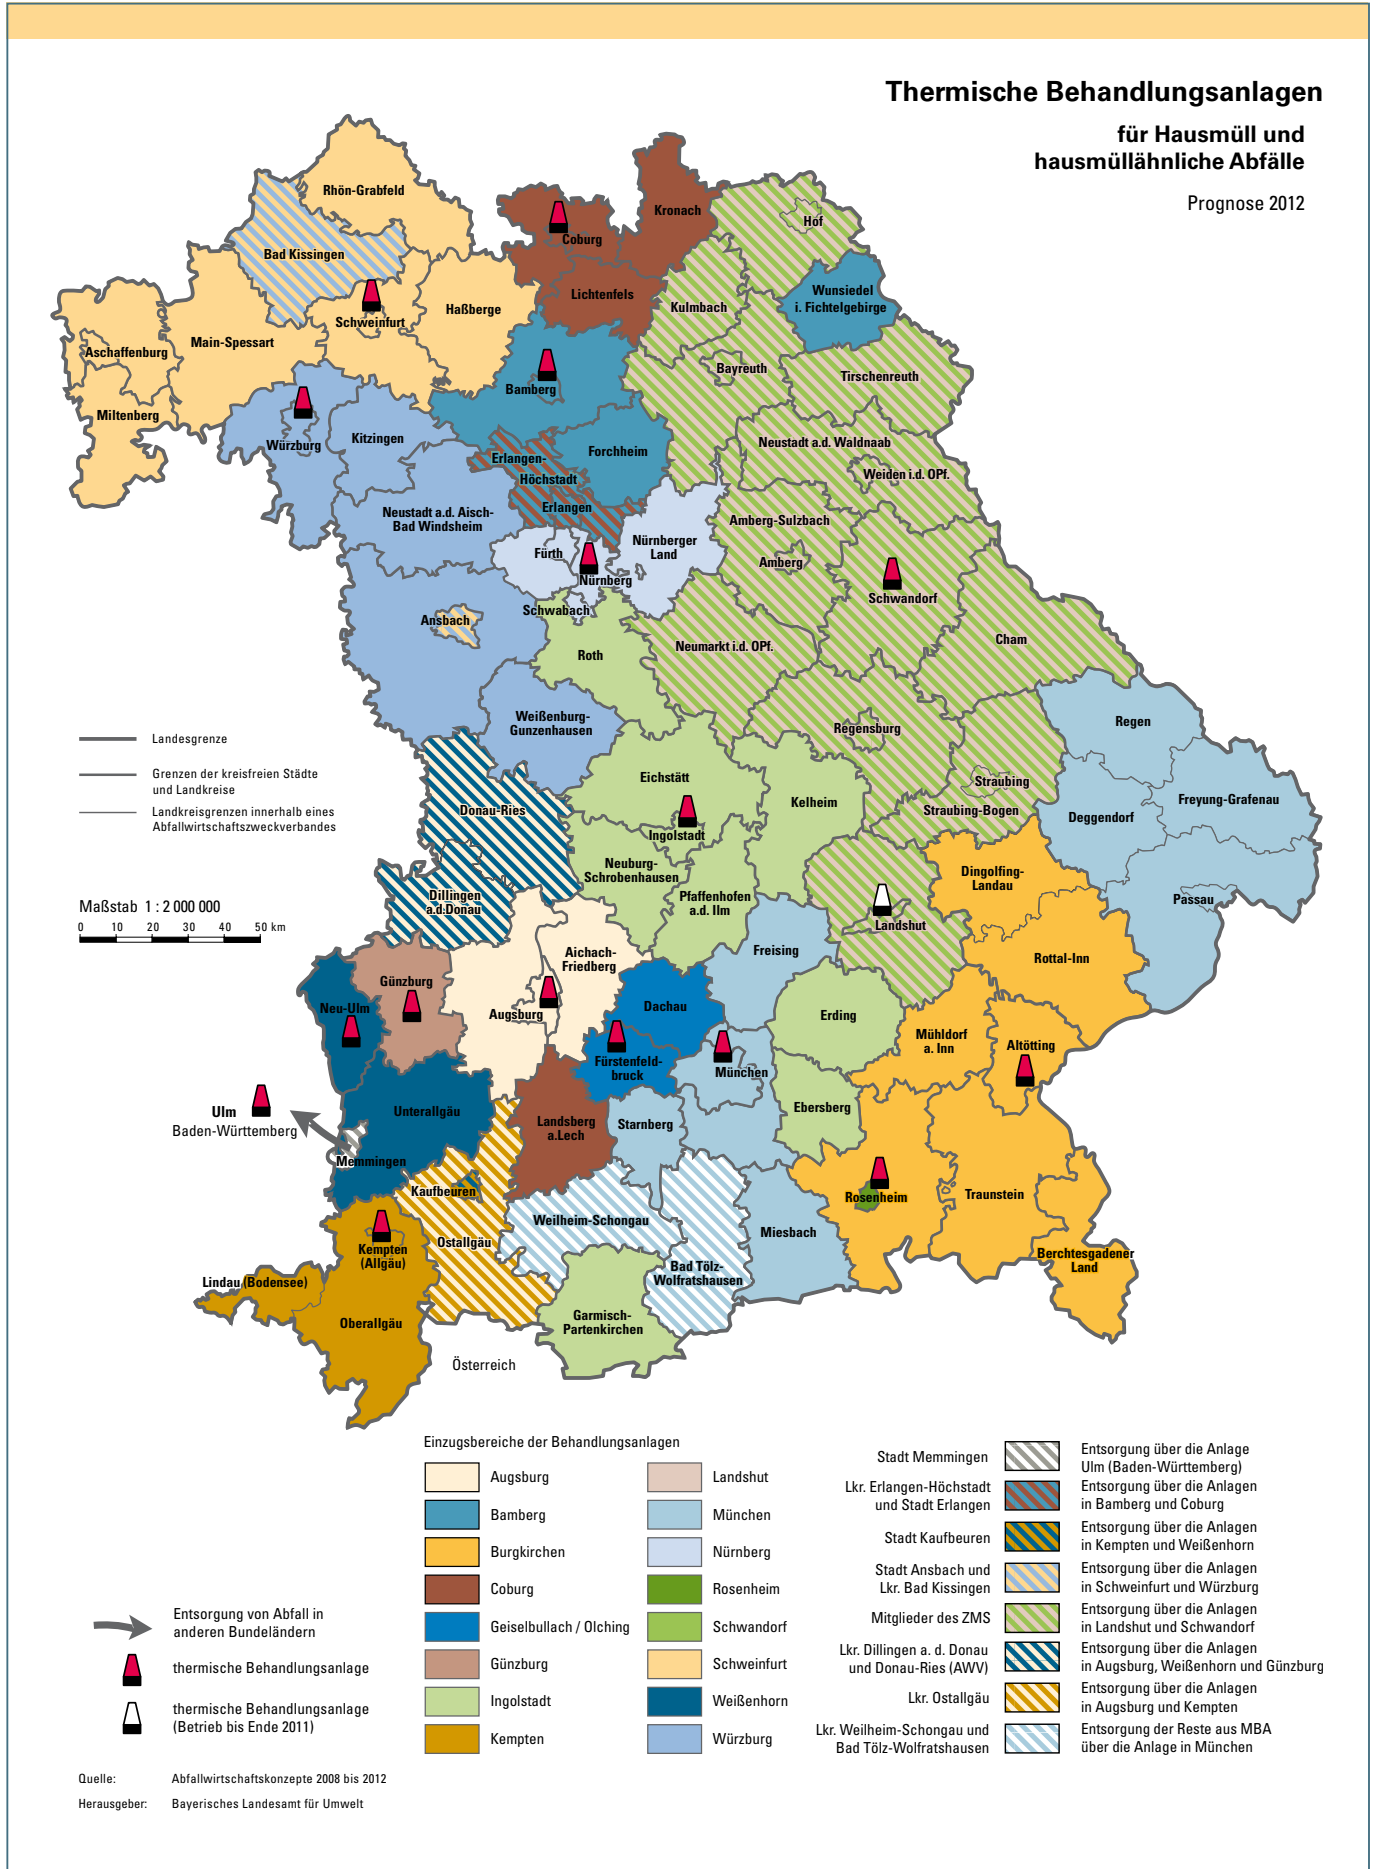 Thermische Behandlungsanlagen
für Hausmüll und
hausmüllähnliche Abfälle
Prognose 2012
Rhön-Grabfeld
Kronach
Hof
Coburg
Bad Kissingen
Wunsiedel
i. Fichtelgebirge
Lichtenfels
Kulmbach
Haßberge
Schweinfurt
Main-Spessart
Aschaffenburg
Bayreuth
Tirschenreuth
Bamberg
Miltenberg
Kitzingen
Würzburg
Neustadt a.d. Waldnaab
Forchheim
Erlangen-
Höchstadt
Weiden i.d. OPf.
Erlangen
Neustadt a.d. Aisch-
Bad Windsheim
Amberg-Sulzbach
Nürnberger
Land
Fürth
Amberg
Nürnberg
Schwandorf
Schwabach
Ansbach
Cham
Neumarkt i.d. OPf.
Roth
Weißenburg-
Gunzenhausen
Regen
Regensburg
Landesgrenze
Grenzen der kreisfreien Städte
und Landkreise
Landkreisgrenzen innerhalb eines
Abfallwirtschaftszweckverbandes
Eichstätt
Straubing
Kelheim
Freyung-Grafenau
Donau-Ries
Straubing-Bogen
Deggendorf
Ingolstadt
Neuburg-
Schrobenhausen
Dingolfing-
Landau
Dillingen
a.d.Donau
Pfaffenhofen
a.d. Ilm
Passau
Landshut
Maßstab 1 : 2 000 000
0 10 20 30 40 50 km
Aichach-
Friedberg
Freising
Rottal-Inn
Günzburg
Dachau
Neu-Ulm
Augsburg
Erding
Mühldorf
a. Inn
Altötting
Fürstenfeld-
bruck
München
Ulm
Baden-Württemberg
Unterallgäu
Ebersberg
Landsberg
a.Lech
Starnberg
Memmingen
Kaufbeuren
Rosenheim
Traunstein
Weilheim-Schongau
Miesbach
Ostallgäu
Kempten
(Allgäu)
Berchtesgadener
Land
Bad Tölz-
Wolfratshausen
Lindau (Bodensee)
Oberallgäu
Garmisch-
Partenkirchen
Österreich
Einzugsbereiche der Behandlungsanlagen
Augsburg
Bamberg
Burgkirchen
Coburg
Geiselbullach / Olching
Günzburg
Ingolstadt
Kempten
Landshut
München
Nürnberg
Rosenheim
Schwandorf
Schweinfurt
Weißenhorn
Würzburg
Stadt Memmingen
Entsorgung über die Anlage
Ulm (Baden-Württemberg)
Lkr. Erlangen-Höchstadt
und Stadt Erlangen
Entsorgung über die Anlagen
in Bamberg und Coburg
Stadt Kaufbeuren
Entsorgung über die Anlagen
in Kempten und Weißenhorn
Stadt Ansbach und
Lkr. Bad Kissingen
Entsorgung über die Anlagen
in Schweinfurt und Würzburg
Mitglieder des ZMS
Entsorgung über die Anlagen
in Landshut und Schwandorf
Lkr. Dillingen a. d. Donau
und Donau-Ries (AWV)
Entsorgung über die Anlagen
in Augsburg, Weißenhorn und Günzburg
Lkr. Ostallgäu
Entsorgung über die Anlagen
in Augsburg und Kempten
Lkr. Weilheim-Schongau und
Bad Tölz-Wolfratshausen
Entsorgung der Reste aus MBA
über die Anlage in München
Entsorgung von Abfall in
anderen Bundeländern
thermische Behandlungsanlage
thermische Behandlungsanlage
(Betrieb bis Ende 2011)
Quelle: Abfallwirtschaftskonzepte 2008 bis 2012
Herausgeber: Bayerisches Landesamt für Umwelt